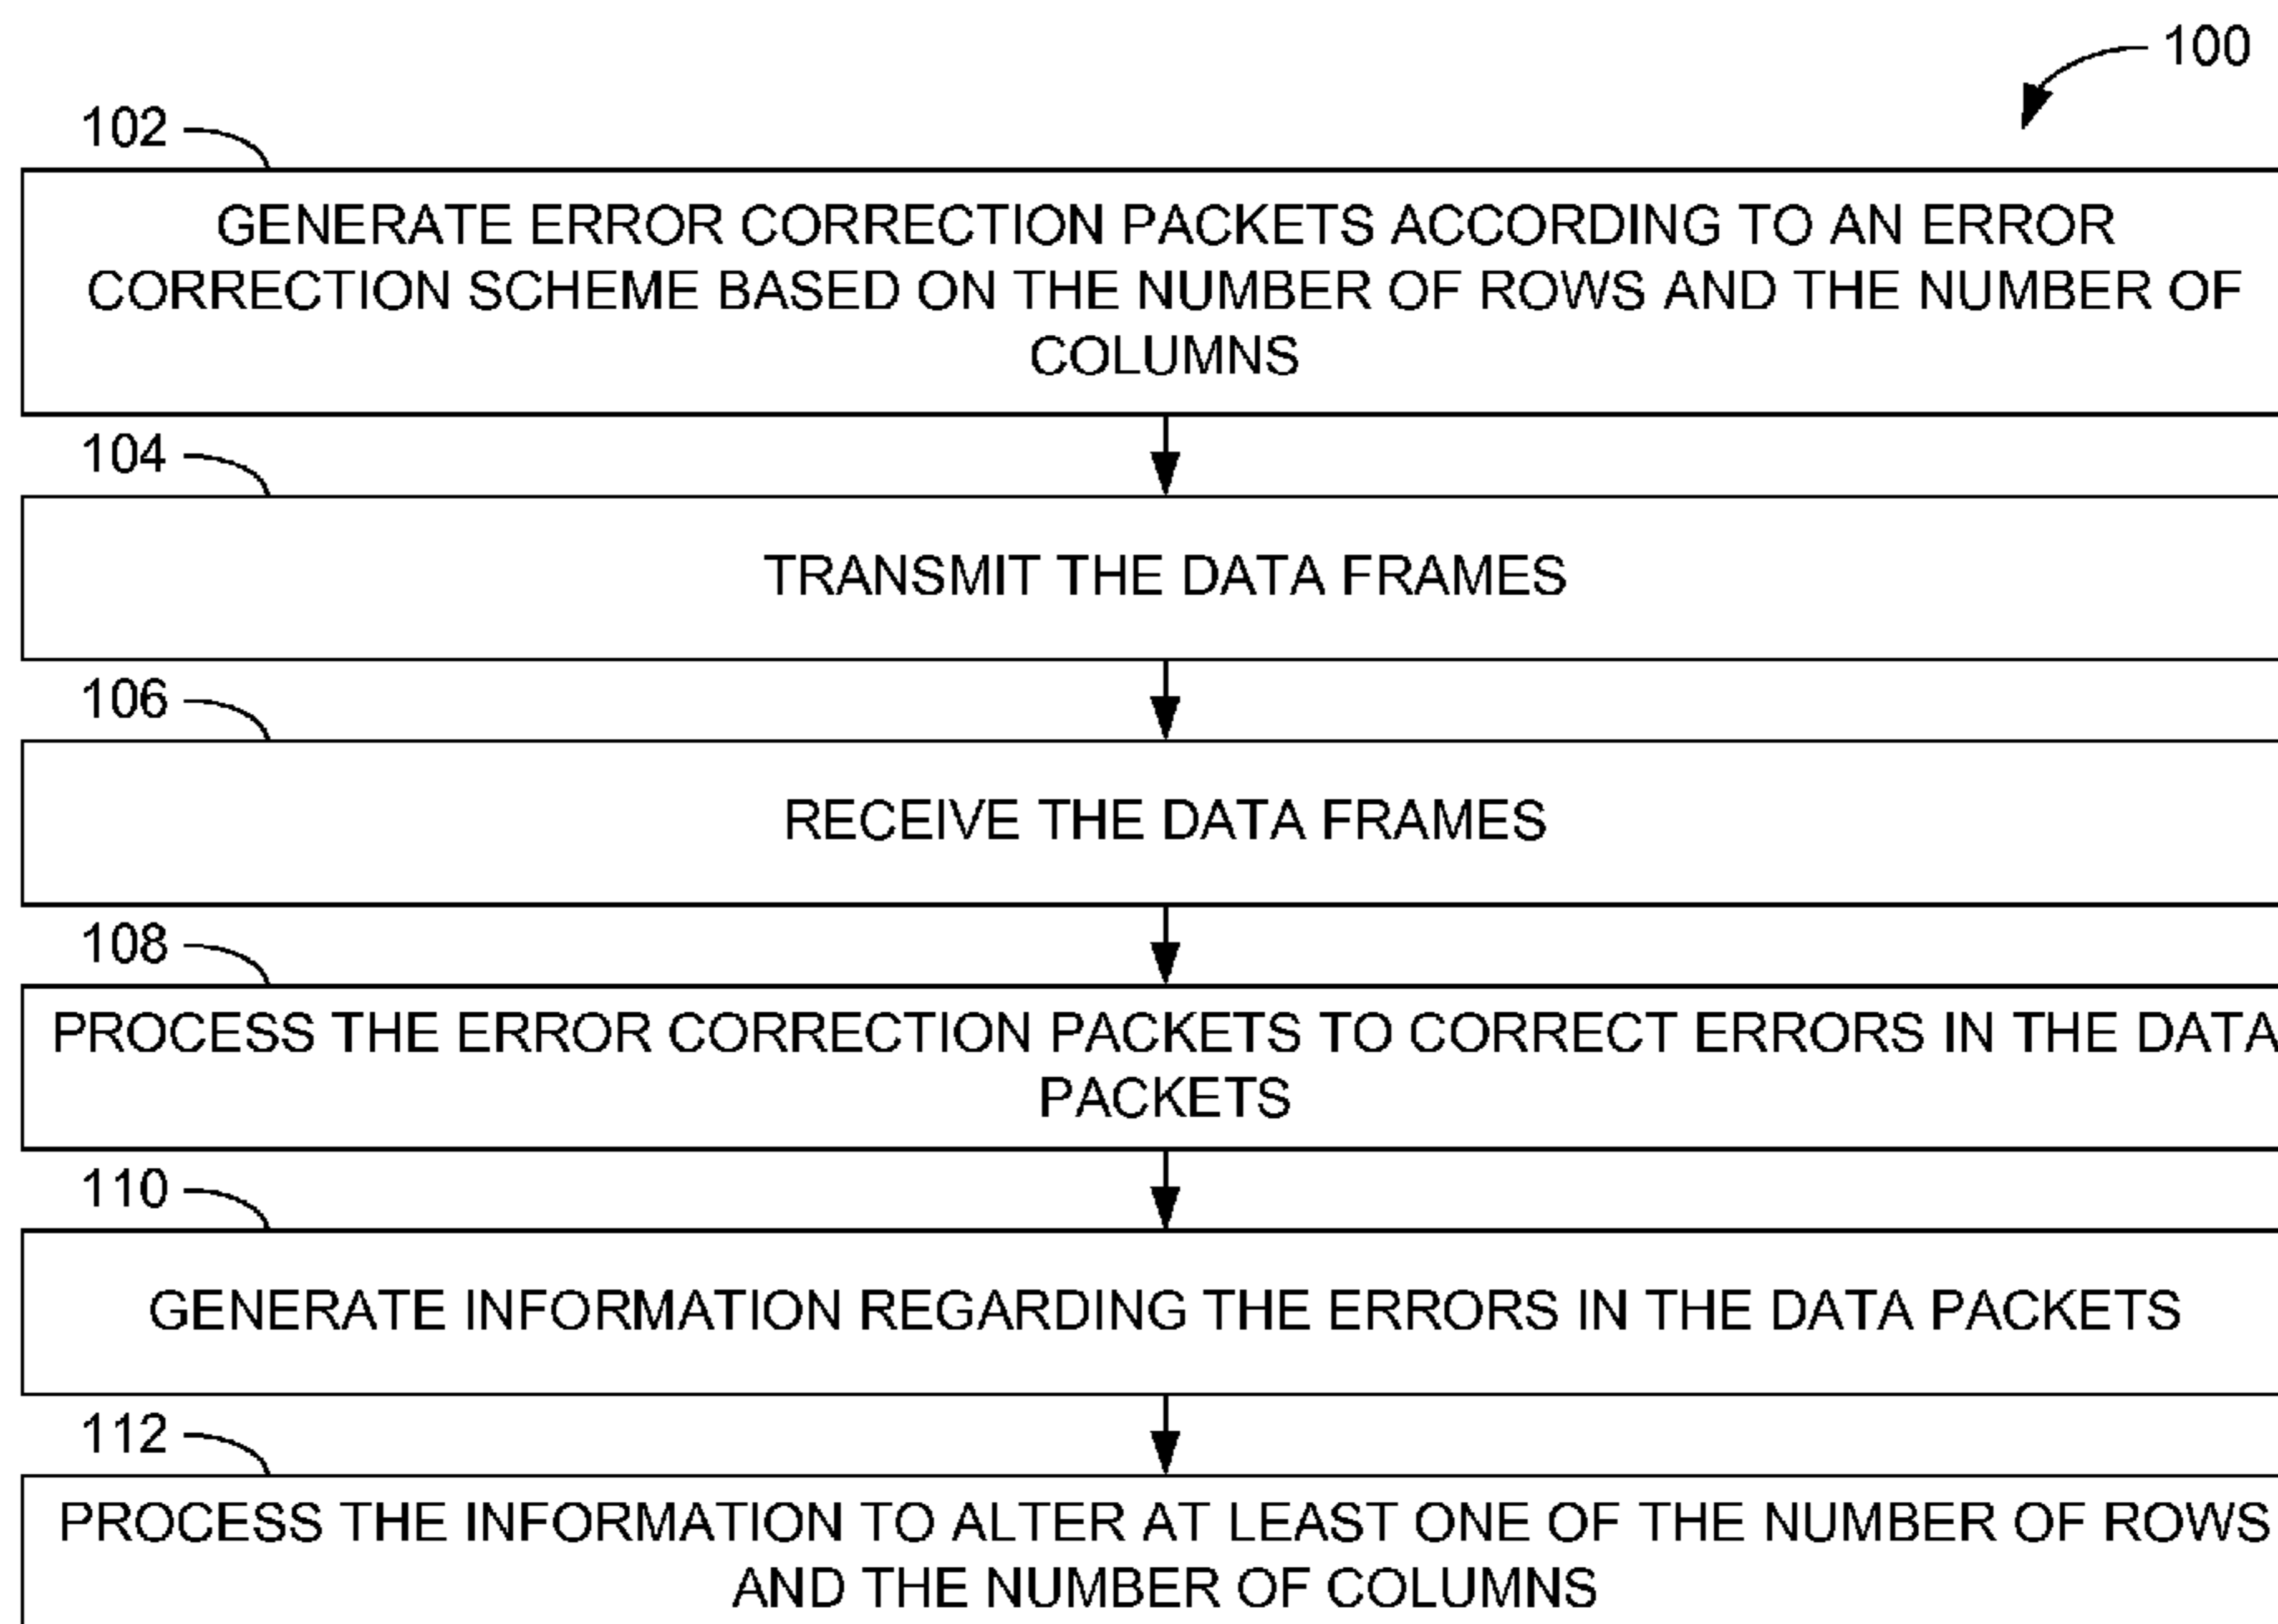 100
102
GENERATE ERROR CORRECTION PACKETS ACCORDING TO AN ERROR
CORRECTION SCHEME BASED ON THE NUMBER OF ROWS AND THE NUMBER OF
COLUMNS
104
TRANSMIT THE DATA FRAMES
106
RECEIVE THE DATA FRAMES
108
PROCESS THE ERROR CORRECTION PACKETS TO CORRECT ERRORS IN THE DATA
PACKETS
110
GENERATE INFORMATION REGARDING THE ERRORS IN THE DATA PACKETS
112
PROCESS THE INFORMATION TO ALTER AT LEAST ONE OF THE NUMBER OF ROWS
AND THE NUMBER OF COLUMNS